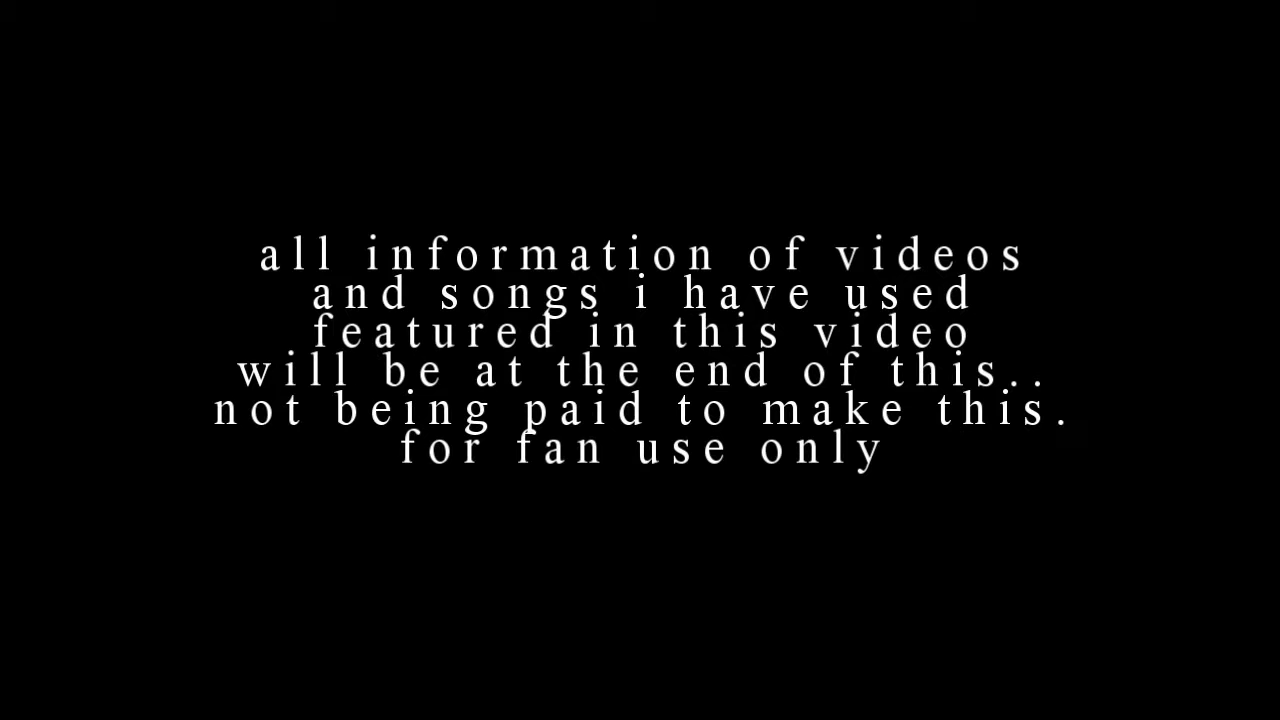 all information of videos
and songs i have used
featured in this video
will be at the end of this..
not being paid to make this.
for fan use only